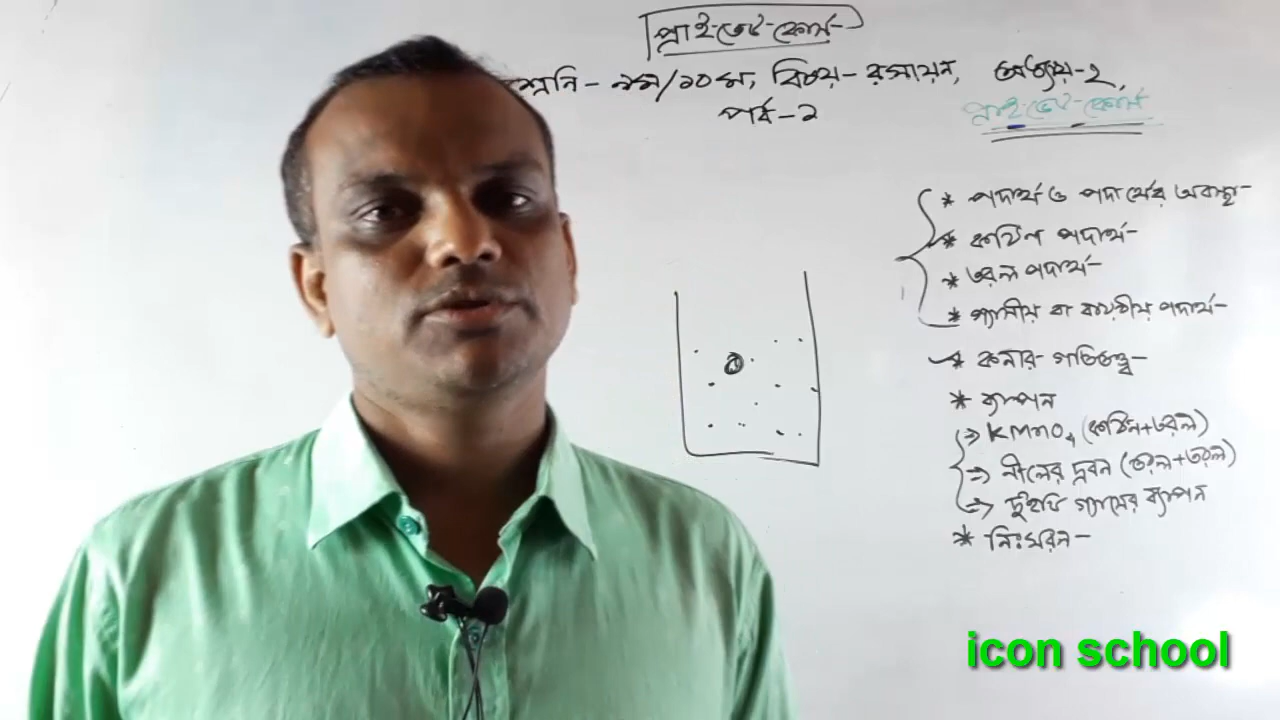 প্রাইভেট কোর্স-
শ্রেনি - ৯ম/১০ম, বিষয়- রসায়ন, অধ্যায়-২,
পর্ব - ১
প্রাইভেট-কোর্স
* পদার্থ ও পদার্থের অবস্থা-
* কঠিন পদার্থ-
* তরল পদার্থ-
* গ্যাসীয় বা বায়বীয় পদার্থ-
* কনার গতিতত্ত্ব-
* ব্যাপন
→ KMnO₄ (কঠিন+তরল)
→ নীলের দ্রবন (তরল+তরল)
→ দুইটি গ্যাসের ব্যাপন
* নিঃসরন-
icon school